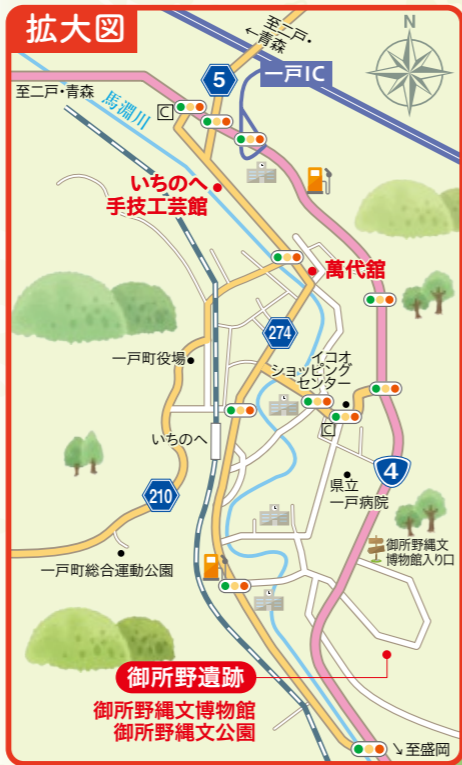 拡大図
至二戸・
←青森
N
5
一戸IC
至二戸・青森
馬淵川
C
いちのへ
手技工芸館
萬代舘
274
イコオ
ショッピング
センター
一戸町役場
C
いちのへ
4
県立
一戸病院
210
御所野縄文
博物館入り口
一戸町総合運動公園
御所野遺跡
御所野縄文博物館
御所野縄文公園
↘至盛岡